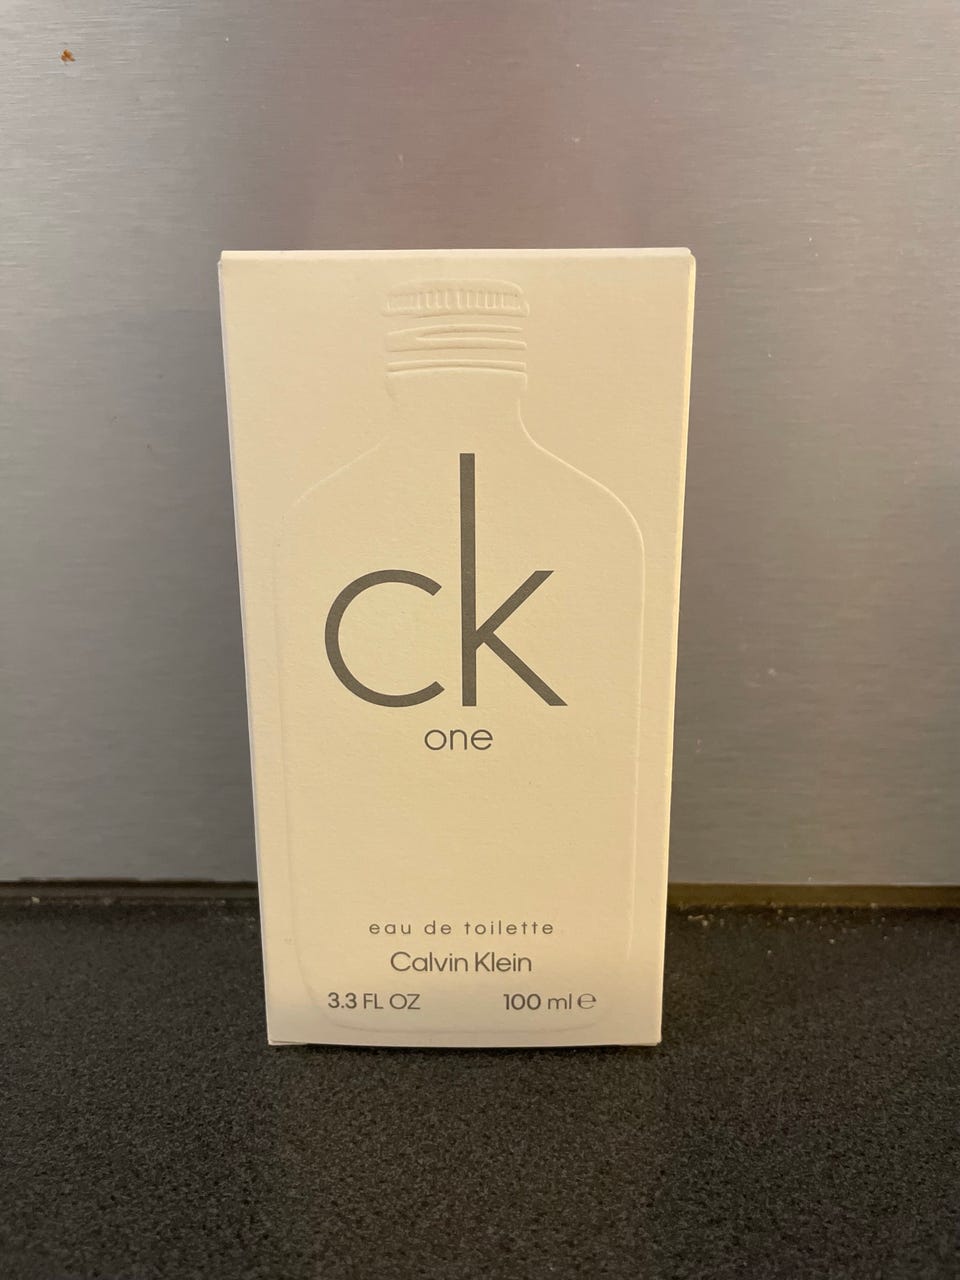 ck
one
eau de toilette
Calvin Klein
3.3 FL OZ 100 ml ℮